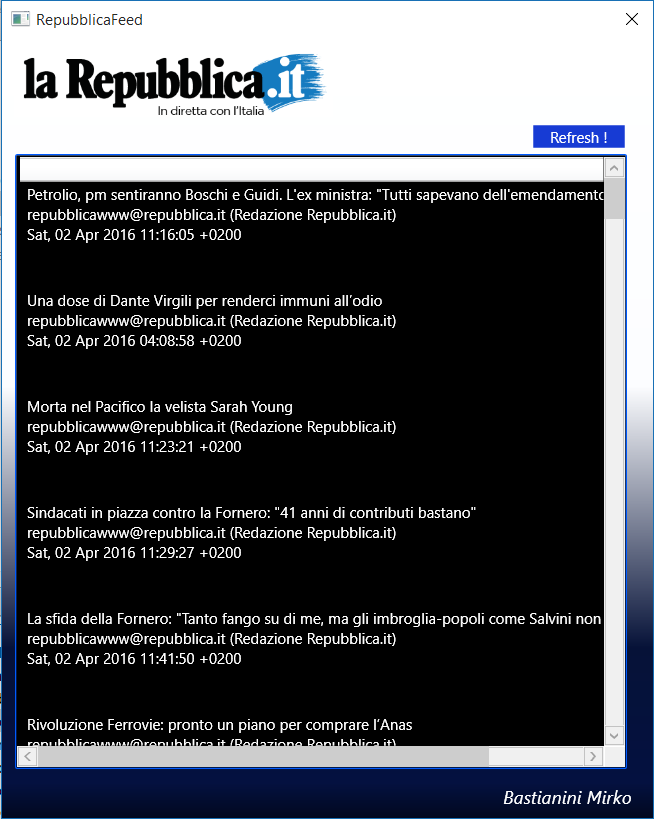 RepubblicaFeed
la Repubblica.it
In diretta con l'Italia
Refresh !
Petrolio, pm sentiranno Boschi e Guidi. L'ex ministra: "Tutti sapevano dell'emendamento
repubblicawww@repubblica.it (Redazione Repubblica.it)
Sat, 02 Apr 2016 11:16:05 +0200
Una dose di Dante Virgili per renderci immuni all’odio
repubblicawww@repubblica.it (Redazione Repubblica.it)
Sat, 02 Apr 2016 04:08:58 +0200
Morta nel Pacifico la velista Sarah Young
repubblicawww@repubblica.it (Redazione Repubblica.it)
Sat, 02 Apr 2016 11:23:21 +0200
Sindacati in piazza contro la Fornero: "41 anni di contributi bastano"
repubblicawww@repubblica.it (Redazione Repubblica.it)
Sat, 02 Apr 2016 11:29:27 +0200
La sfida della Fornero: "Tanto fango su di me, ma gli imbroglia-popoli come Salvini non
repubblicawww@repubblica.it (Redazione Repubblica.it)
Sat, 02 Apr 2016 11:41:50 +0200
Rivoluzione Ferrovie: pronto un piano per comprare l’Anas
repubblicawww@repubblica.it (Redazione Repubblica.it)
Bastianini Mirko